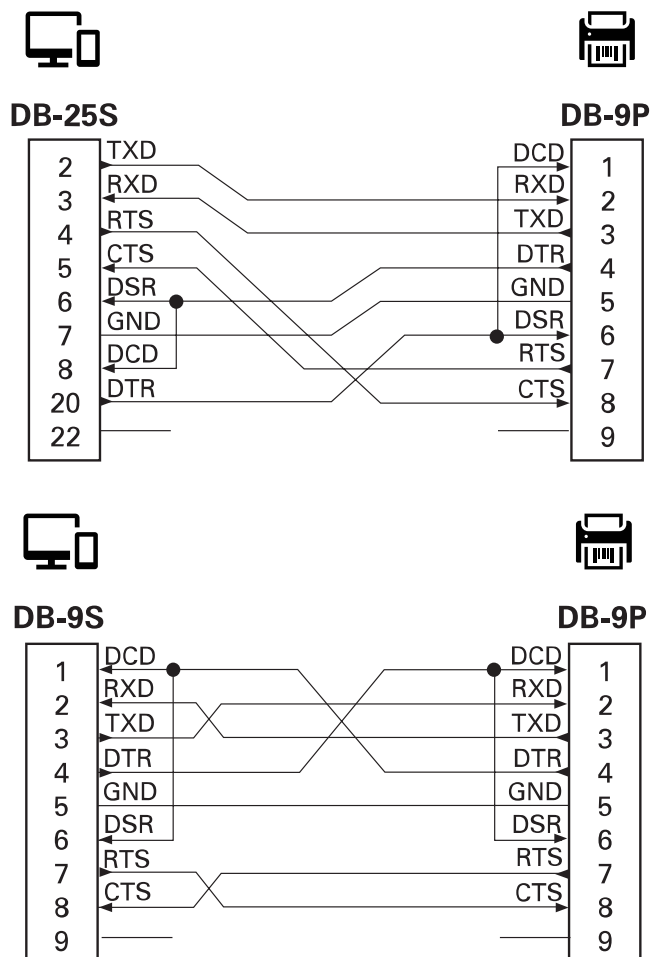 DB-25S DB-9P
TXD
2 DCD 1
RXD RXD
3 2
RTS TXD
4 3
CTS DTR
5 4
DSR GND
6 5
GND DSR
7 6
DCD RTS
8 7
DTR CTS
20 8
22 9
DB-9S DB-9P
DCD DCD
1 1
RXD RXD
2 2
TXD TXD
3 3
DTR DTR
4 4
GND GND
5 5
DSR DSR
6 6
RTS RTS
7 7
CTS CTS
8 8
9 9